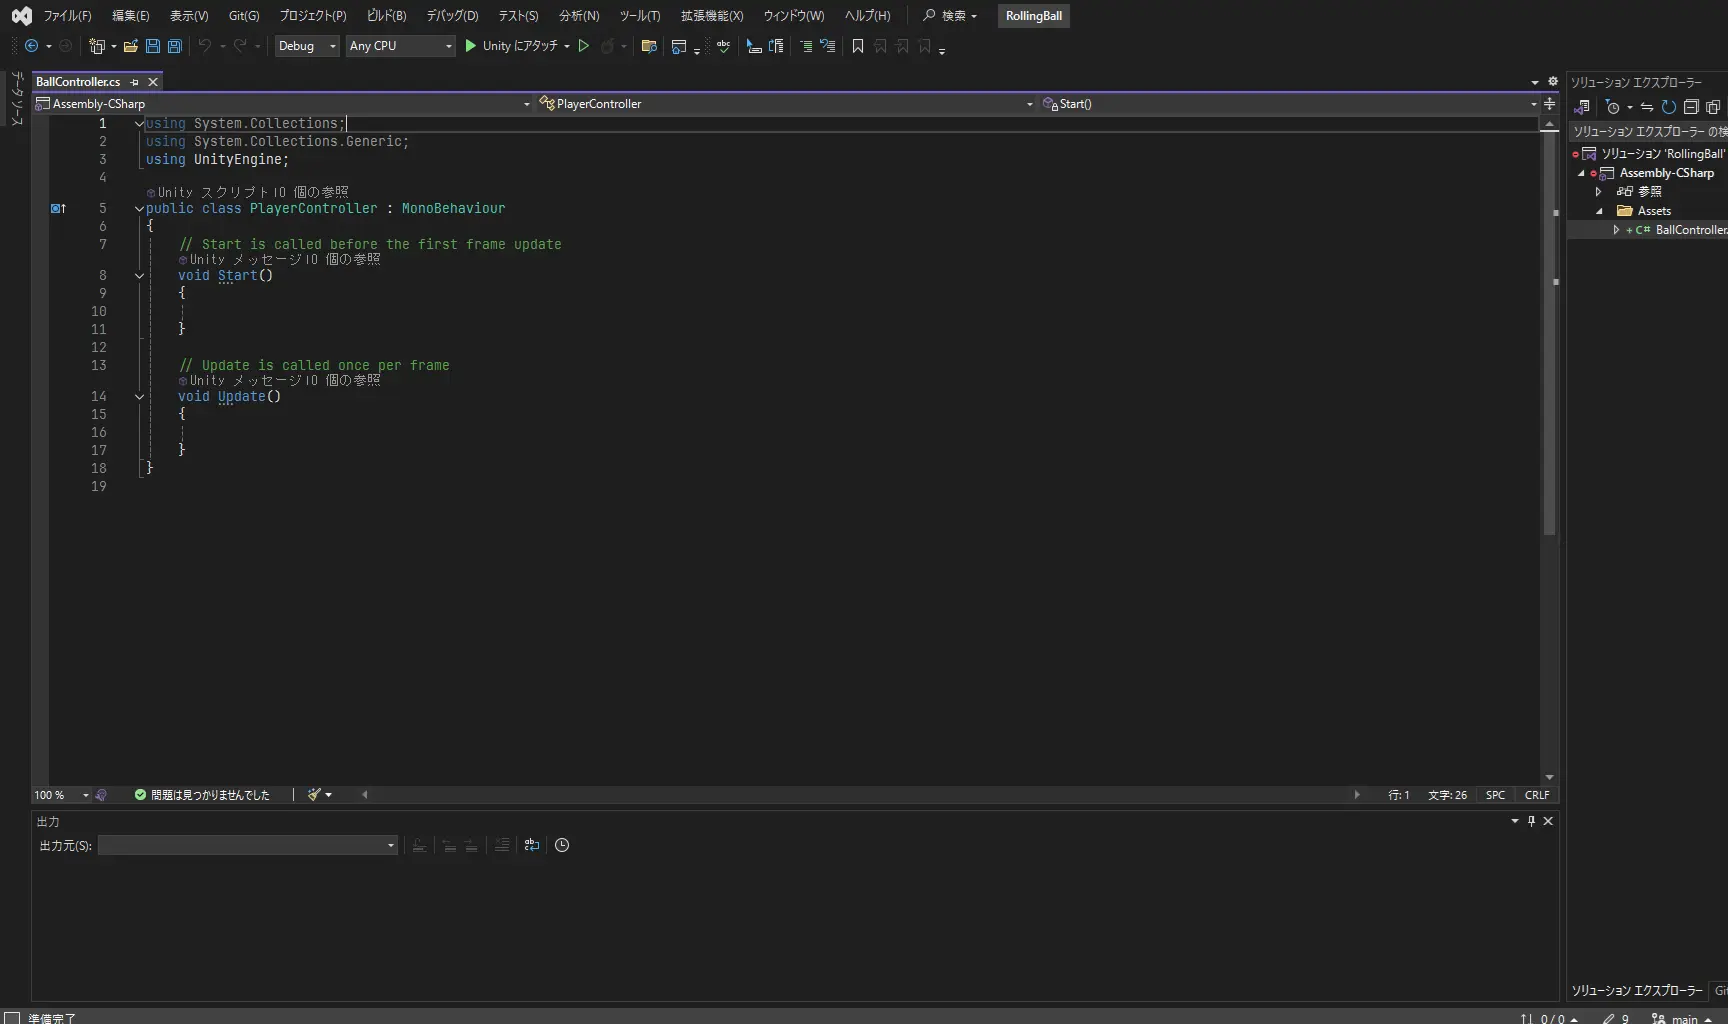 ファイル(F) 編集(E) 表示(V) Git(G) プロジェクト(P) ビルド(B) デバッグ(D) テスト(S) 分析(N) ツール(T) 拡張機能(X) ウィンドウ(W) ヘルプ(H) 検索 RollingBall
Debug Any CPU Unity にアタッチ
データ ソース
BallController.cs
Assembly-CSharp PlayerController Start()
1 using System.Collections;
2 using System.Collections.Generic;
3 using UnityEngine;
4
Unity スクリプト|0 個の参照
5 public class PlayerController : MonoBehaviour
6 {
7 // Start is called before the first frame update
Unity メッセージ|0 個の参照
8 void Start()
9 {
10
11 }
12
13 // Update is called once per frame
Unity メッセージ|0 個の参照
14 void Update()
15 {
16
17 }
18 }
19
100 % 問題は見つかりませんでした 行: 1 文字: 26 SPC CRLF
出力
出力元(S):
ソリューション エクスプローラー
ソリューション エクスプローラー の検
ソリューション 'RollingBall'
Assembly-CSharp
参照
Assets
C# BallController.
ソリューション エクスプローラー Gi
準備完了 0 / 0 9 main